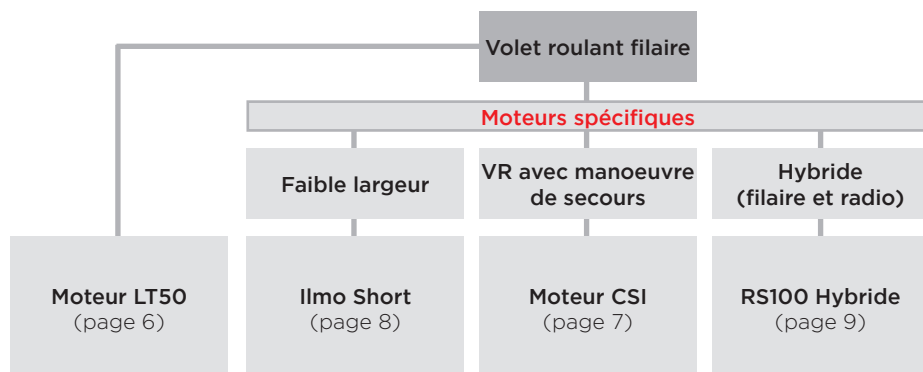 Volet roulant filaire
Moteurs spécifiques
Faible largeur
VR avec manoeuvre
de secours
Hybride
(filaire et radio)
Moteur LT50
(page 6)
Ilmo Short
(page 8)
Moteur CSI
(page 7)
RS100 Hybride
(page 9)